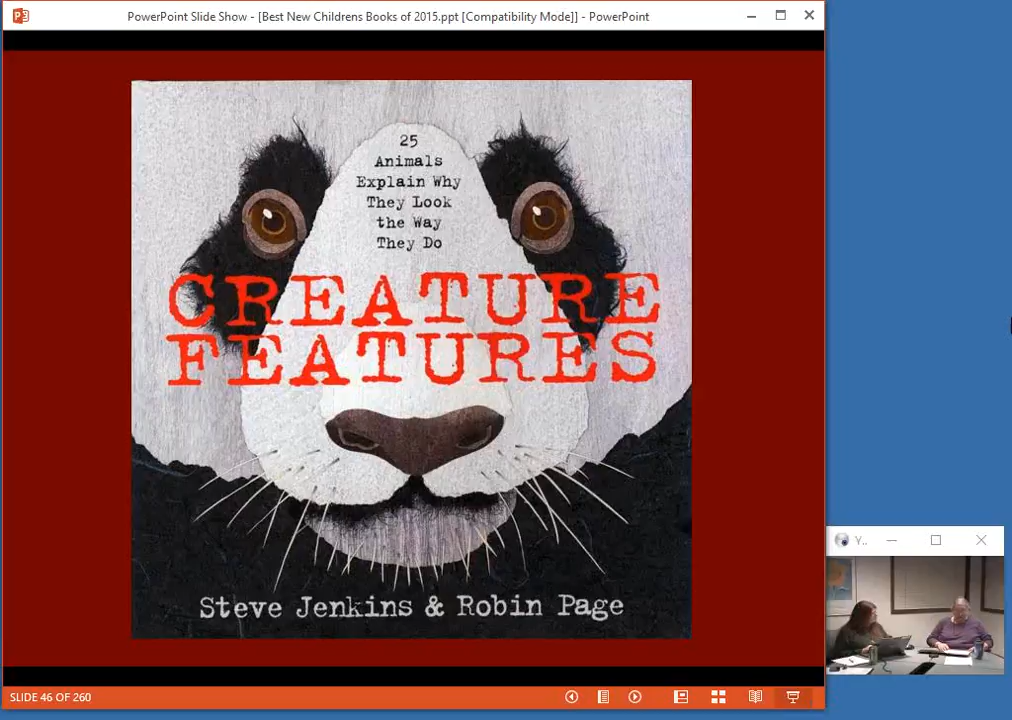 PowerPoint Slide Show - [Best New Childrens Books of 2015.ppt [Compatibility Mode]] - PowerPoint
25
Animals
Explain Why
They Look
the Way
They Do
CREATURE
FEATURES
Steve Jenkins & Robin Page
Y..
SLIDE 46 OF 260